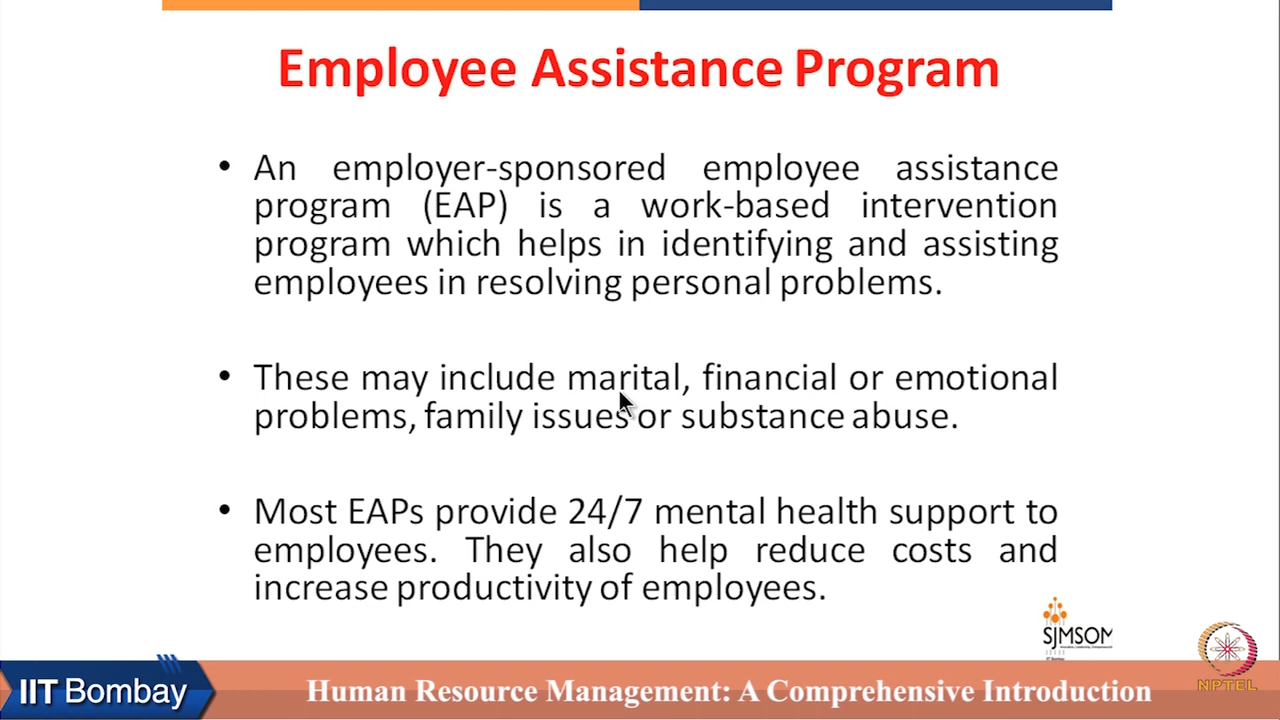 Employee Assistance Program
• An employer-sponsored employee assistance
program (EAP) is a work-based intervention
program which helps in identifying and assisting
employees in resolving personal problems.
• These may include marital, financial or emotional
problems, family issues or substance abuse.
• Most EAPs provide 24/7 mental health support to
employees. They also help reduce costs and
increase productivity of employees.
SJMSOM
IIT Bombay
Human Resource Management: A Comprehensive Introduction
NPTEL